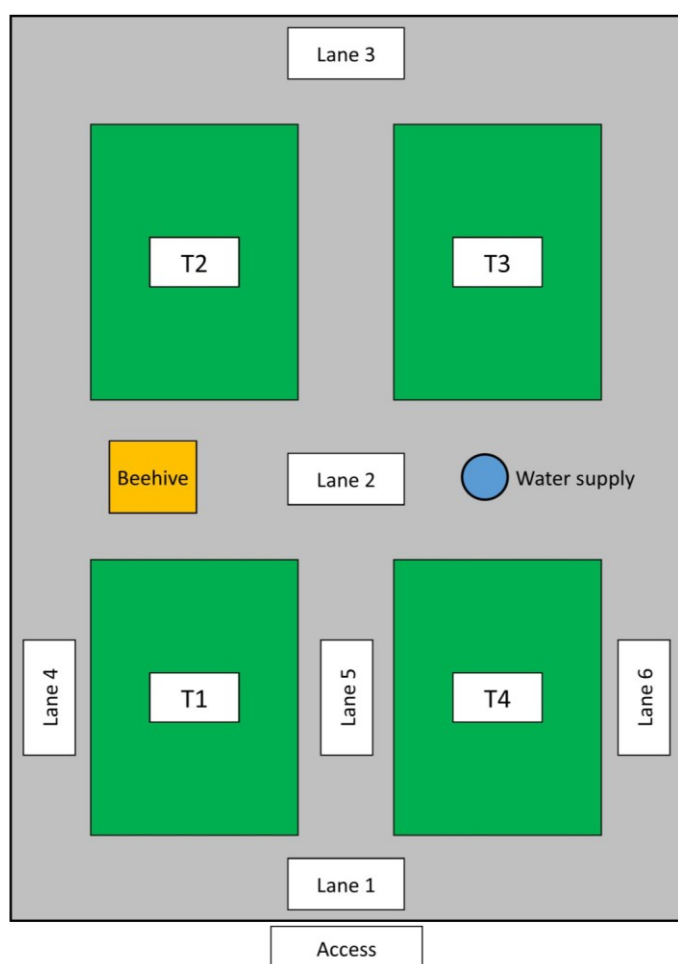 Lane 3
T2
T3
Beehive
Lane 2
Water supply
Lane 4
T1
Lane 5
T4
Lane 6
Lane 1
Access